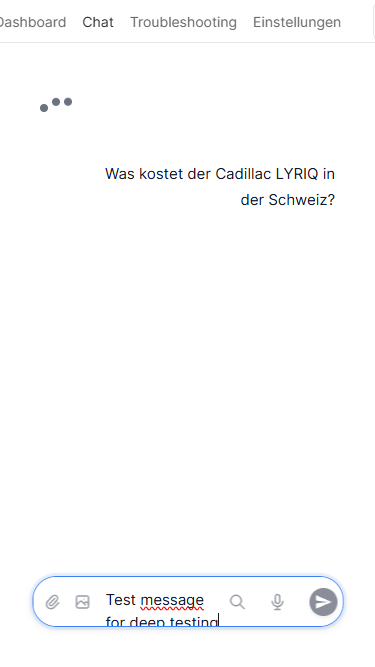 Dashboard Chat Troubleshooting Einstellungen
Was kostet der Cadillac LYRIQ in
der Schweiz?
Test message
for deep testing